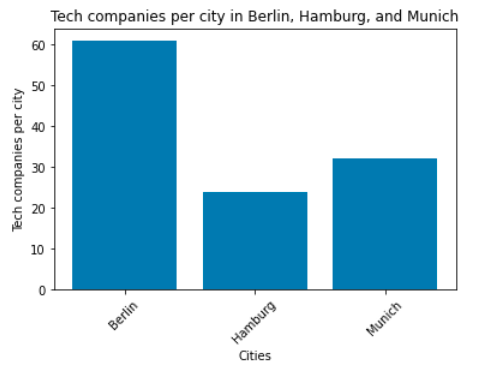 Tech companies per city in Berlin, Hamburg, and Munich
Tech companies per city
60
50
40
30
20
10
0
Berlin
Hamburg
Munich
Cities